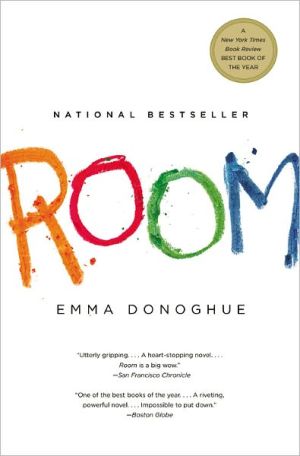 A
New York Times
Book Review
BEST BOOK OF
THE YEAR
NATIONAL BESTSELLER
ROOM
EMMA DONOGHUE
"Utterly gripping. . . . A heart-stopping novel. . . .
Room is a big wow."
—San Francisco Chronicle
"One of the best books of the year. . . . A riveting,
powerful novel. . . . Impossible to put down."
—Boston Globe